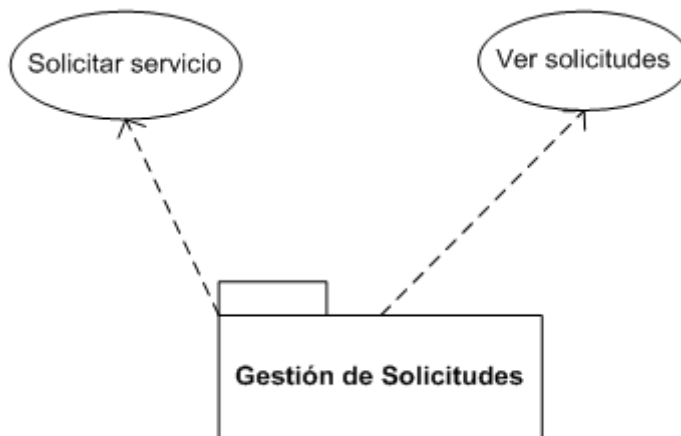 Solicitar servicio
Ver solicitudes
Gestión de Solicitudes